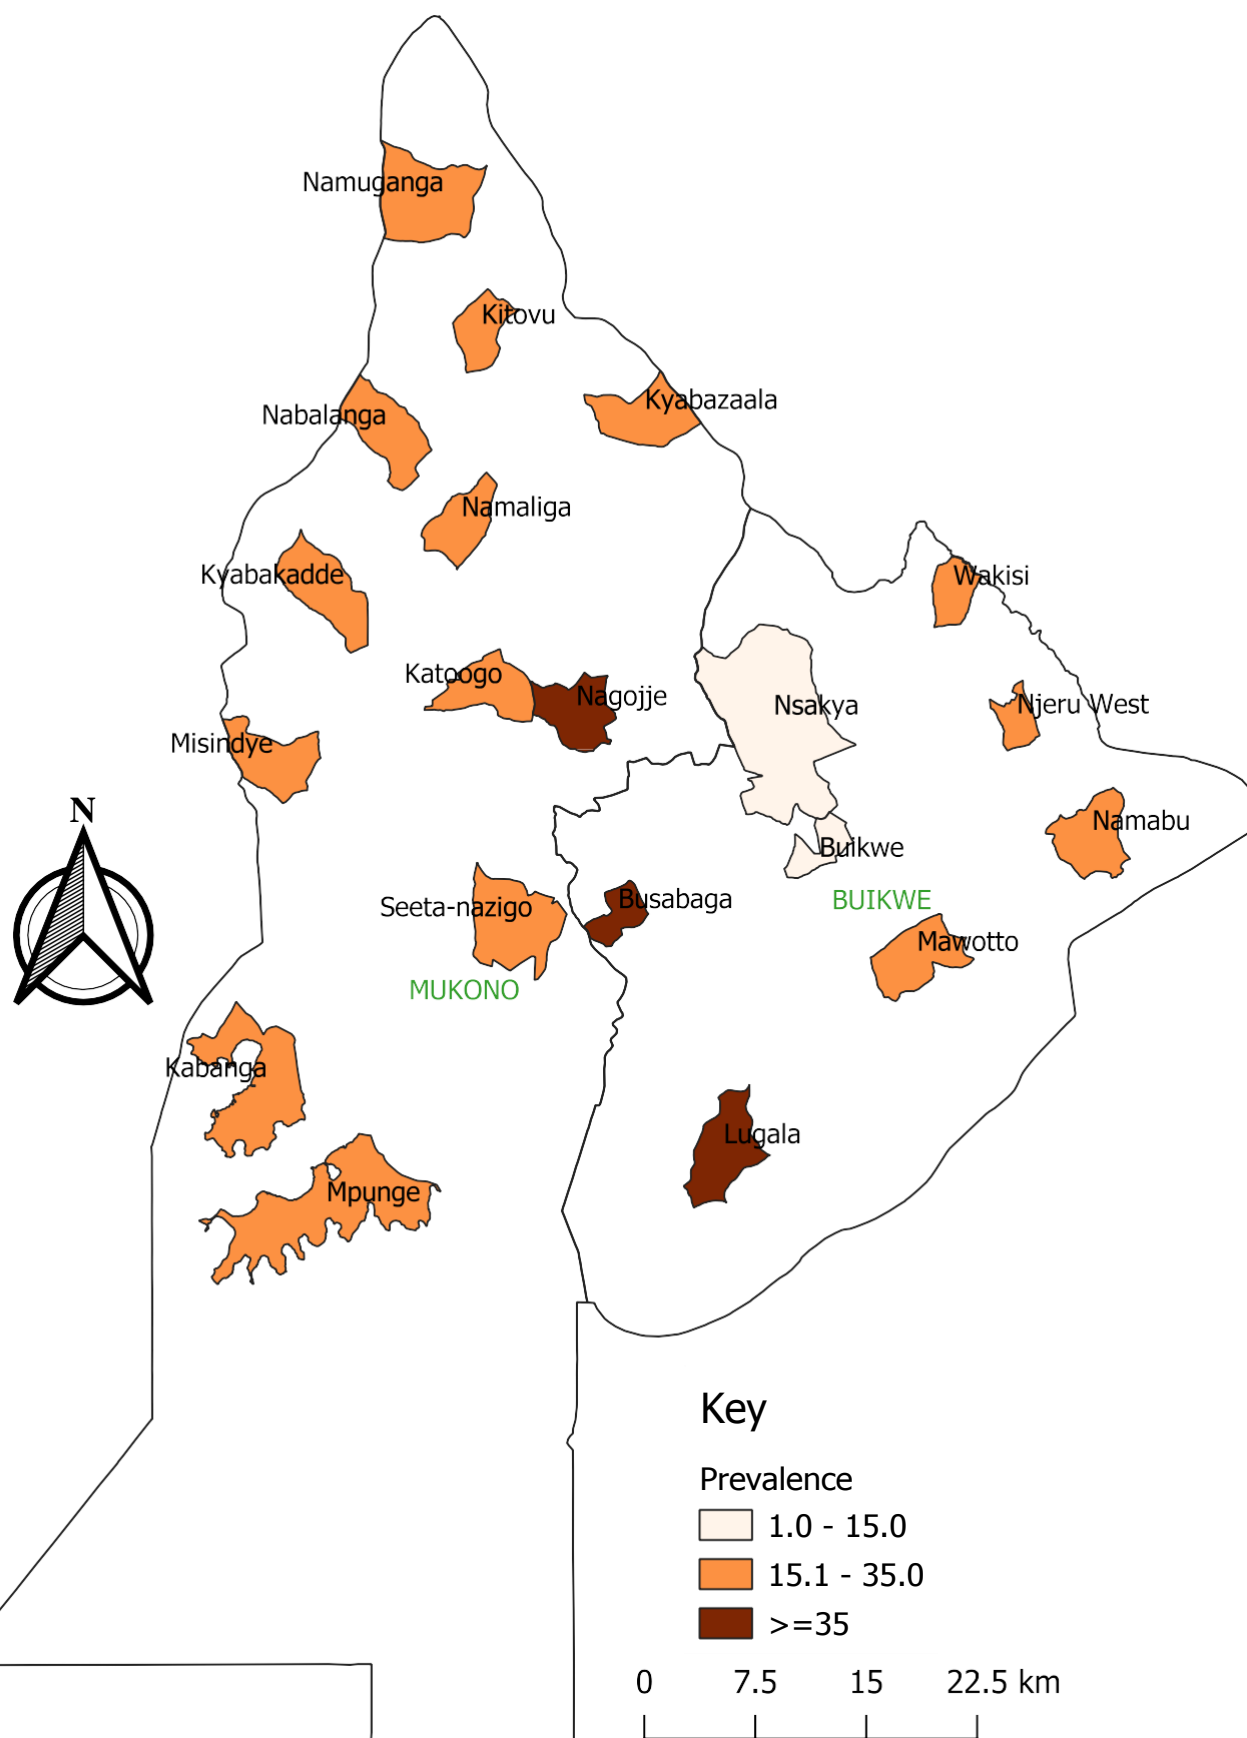 Namuganga
Kitovu
Kyabazaala
Nabalanga
Namaliga
Kyabakadde
Wakisi
Katoogo
Nagojje
Nsakya
Njeru West
Misindye
N
Namabu
Buikwe
Busabaga
BUIKWE
Seeta-nazigo
Mawotto
MUKONO
Kabanga
Lugala
Mpunge
Key
Prevalence
1.0 - 15.0
15.1 - 35.0
>=35
0 7.5 15 22.5 km